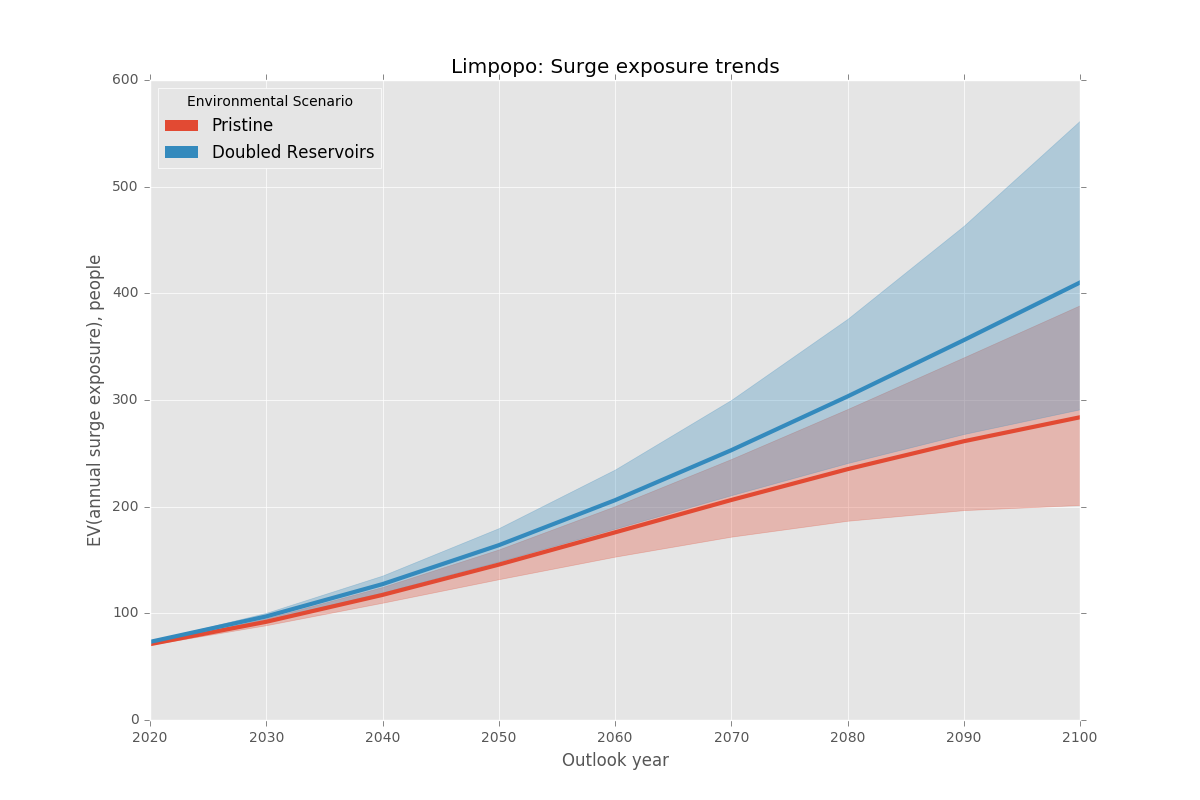 Limpopo: Surge exposure trends
Environmental Scenario
Pristine
Doubled Reservoirs
EV(annual surge exposure), people
600
500
400
300
200
100
0
2020 2030 2040 2050 2060 2070 2080 2090 2100
Outlook year